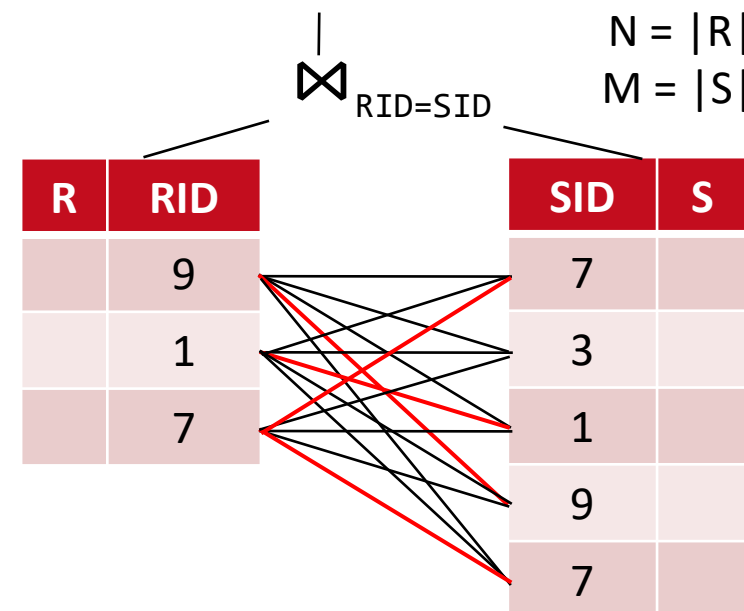 N = |R|
M = |S|
⋈ RID=SID
R RID
9
1
7
SID S
7
3
1
9
7